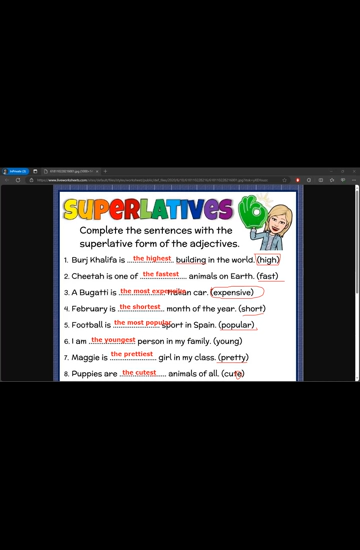 SUPERLATIVES
Complete the sentences with the
superlative form of the adjectives.
1. Burj Khalifa is the highest building in the world. (high)
2. Cheetah is one of the fastest animals on Earth. (fast)
3. A Bugatti is the most expensive Italian car. (expensive)
4. February is the shortest month of the year. (short)
5. Football is the most popular sport in Spain. (popular)
6. I am the youngest person in my family. (young)
7. Maggie is the prettiest girl in my class. (pretty)
8. Puppies are the cutest animals of all. (cute)